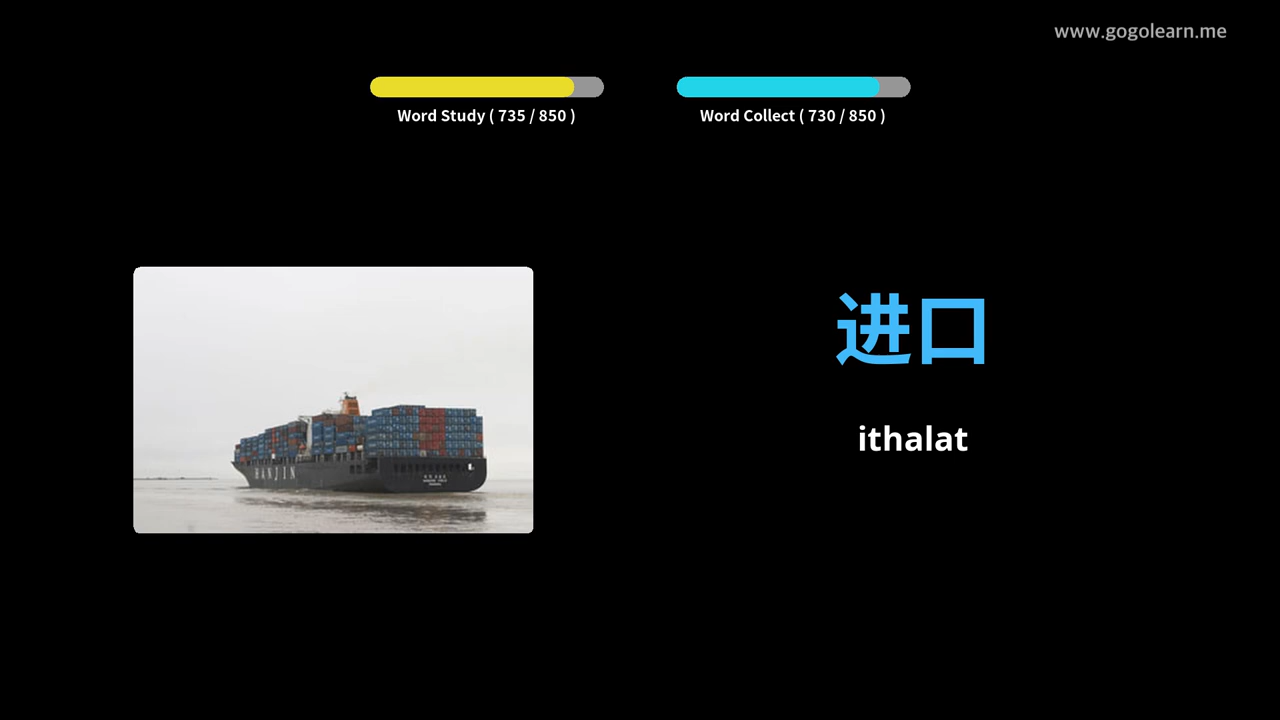 www.gogolearn.me
Word Study ( 735 / 850 )
Word Collect ( 730 / 850 )
进口
ithalat
HANJIN